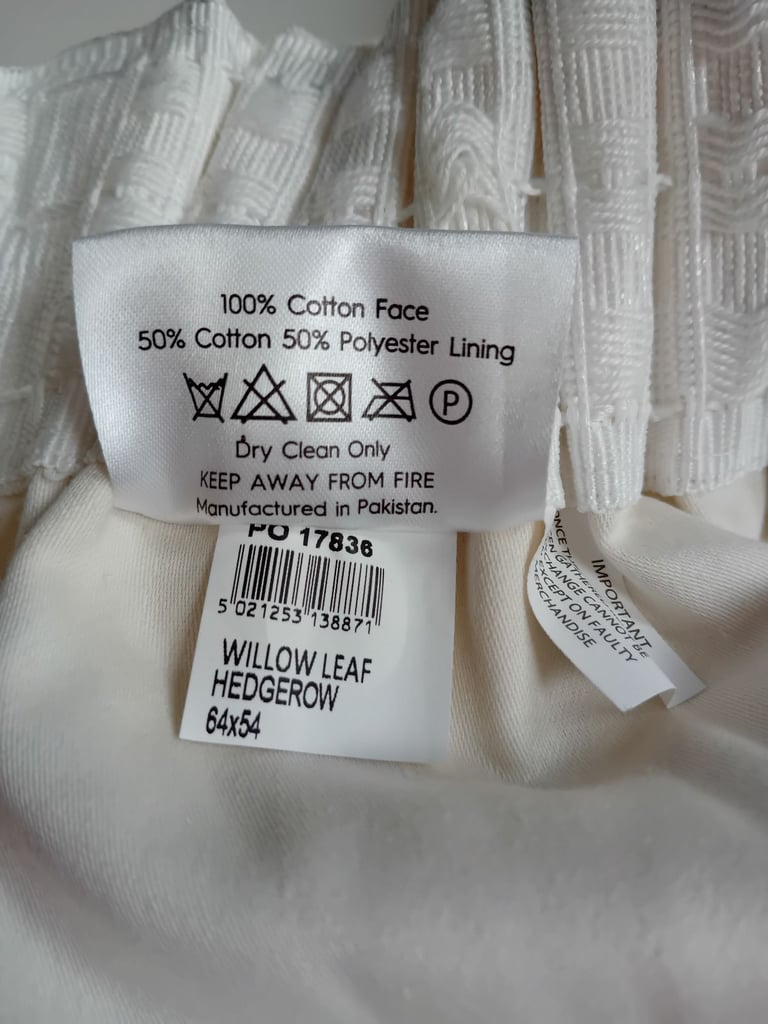 100% Cotton Face
50% Cotton 50% Polyester Lining
P
Dry Clean Only
KEEP AWAY FROM FIRE
Manufactured in Pakistan.
PO 17836
5 021253 138871
WILLOW LEAF
HEDGEROW
64x54
IMPORTANT
ONCE
EXCHANGE CANNOT BE
EXCEPT ON FAULTY
MERCHANDISE